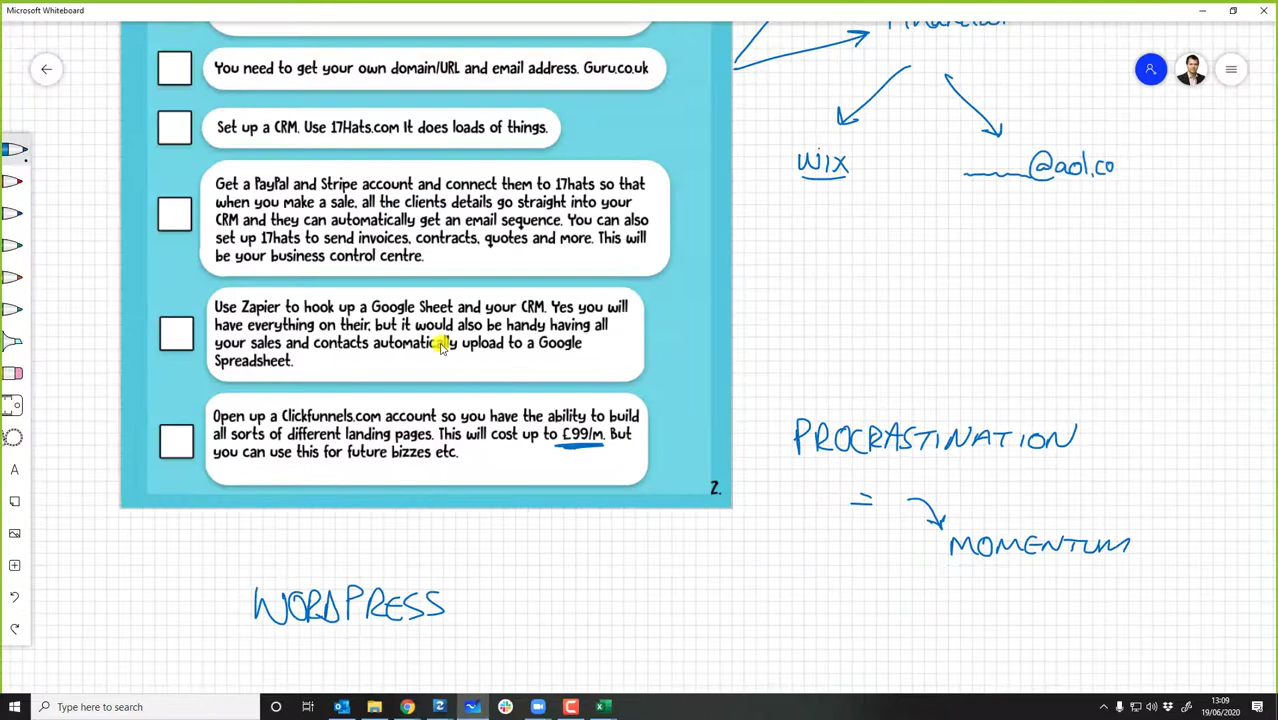 Microsoft Whiteboard
You need to get your own domain/URL and email address. Guru.co.uk
Set up a CRM. Use 17Hats.com It does loads of things.
Get a PayPal and Stripe account and connect them to 17hats so that
when you make a sale, all the clients details go straight into your
CRM and they can automatically get an email sequence. You can also
set up 17hats to send invoices, contracts, quotes and more. This will
be your business control centre.
Use Zapier to hook up a Google Sheet and your CRM. Yes you will
have everything on their, but it would also be handy having all
your sales and contacts automatically upload to a Google
Spreadsheet.
Open up a Clickfunnels.com account so you have the ability to build
all sorts of different landing pages. This will cost up to £99/m. But
you can use this for future bizzes etc.
2.
WIX
@aol.co
PROCRASTINATION
=
MOMENTUM
WORDPRESS
Type here to search
13:09
19/06/2020